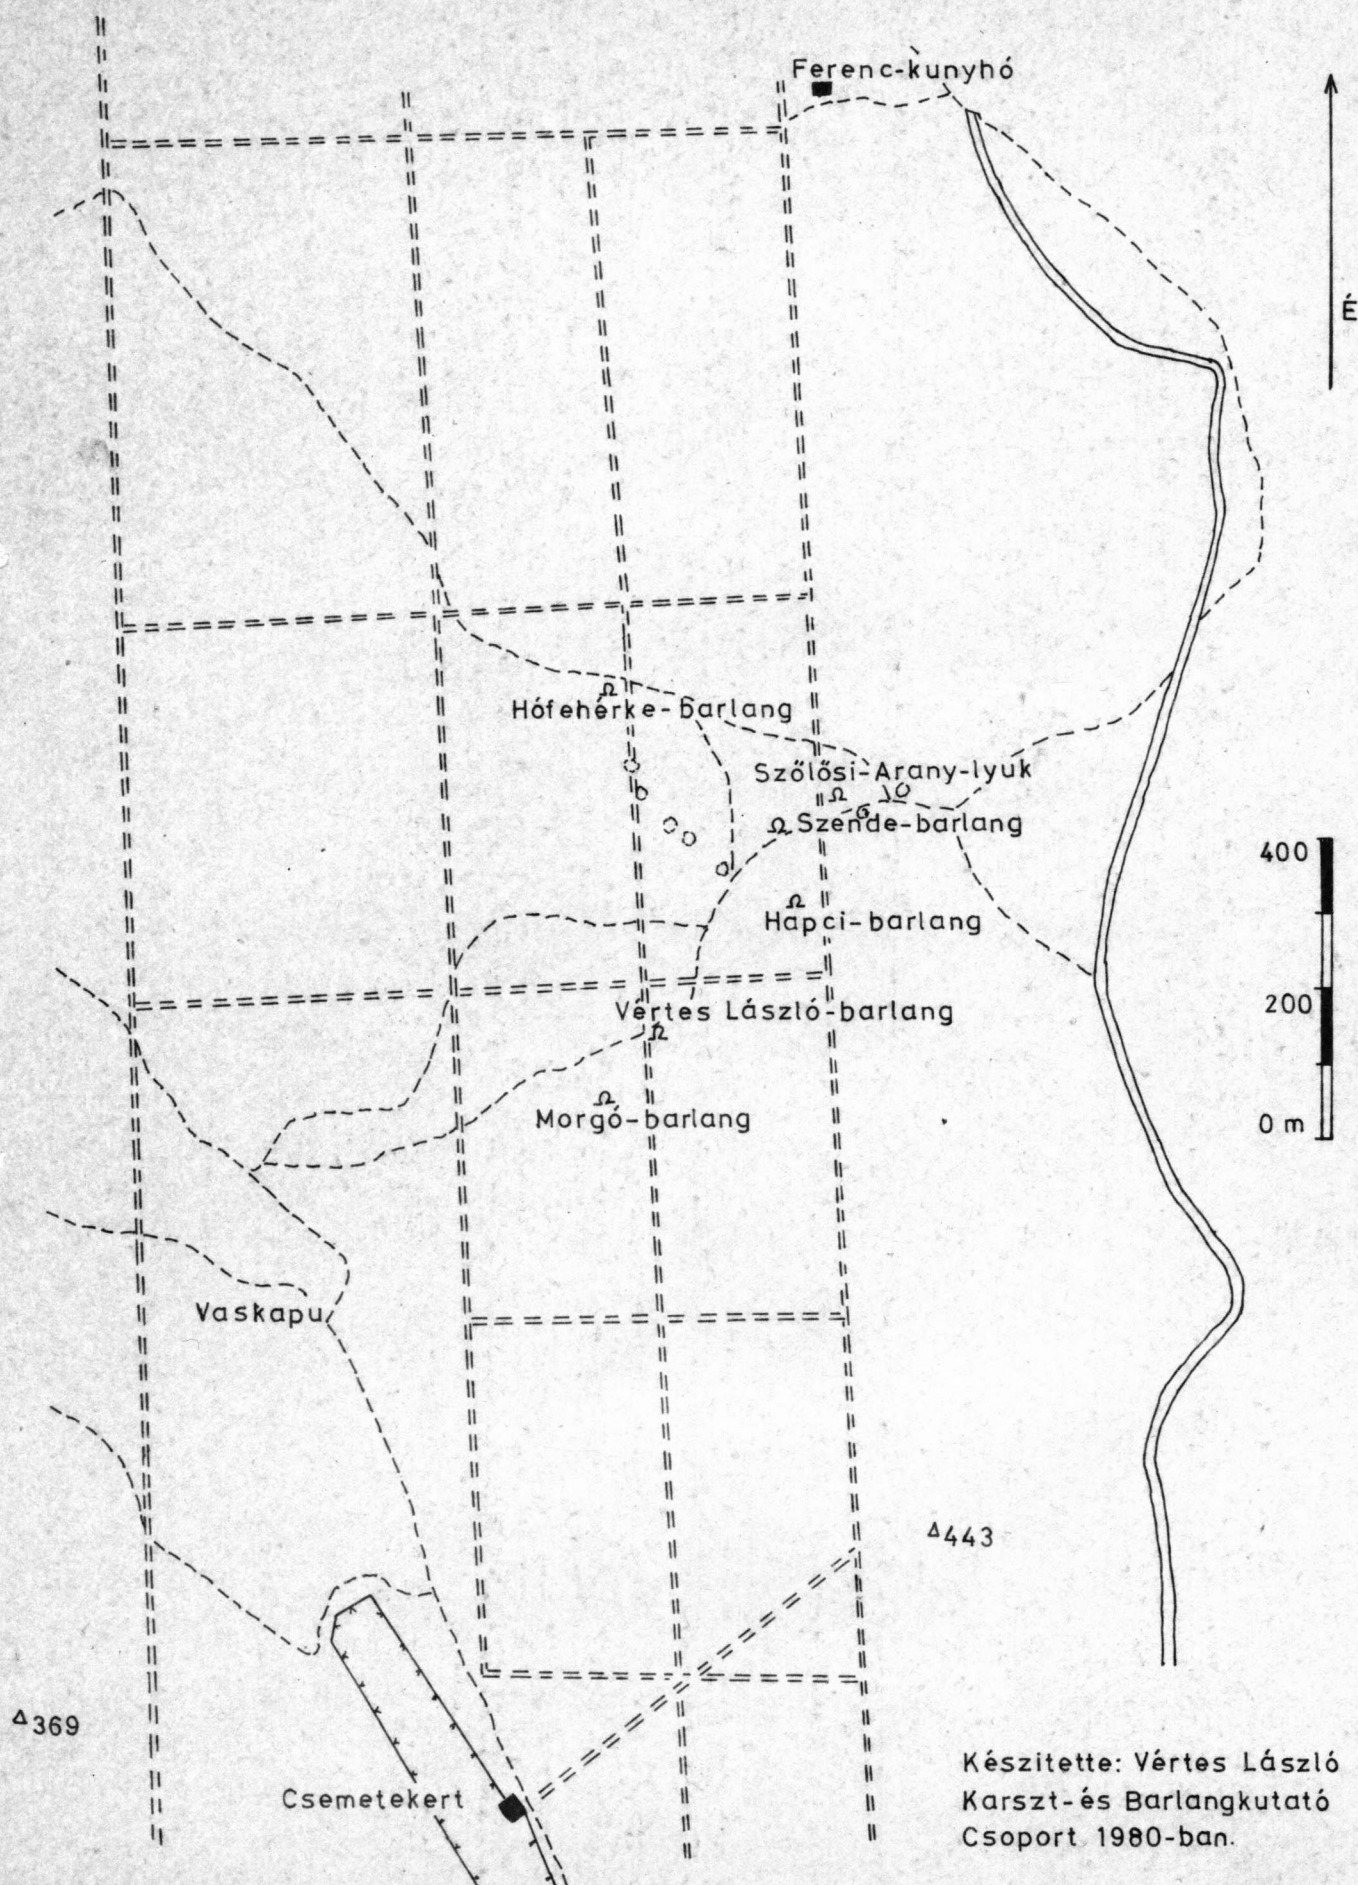 Ferenc-kunyhó
É
Hófehérke-barlang
Szőlősi-Arany-lyuk
Szende-barlang
400
Hapci-barlang
200
Vértes László-barlang
Morgó-barlang
0 m
Vaskapu
443
369
Csemetekert
Készitette: Vértes László
Karszt-és Barlangkutató
Csoport 1980-ban.